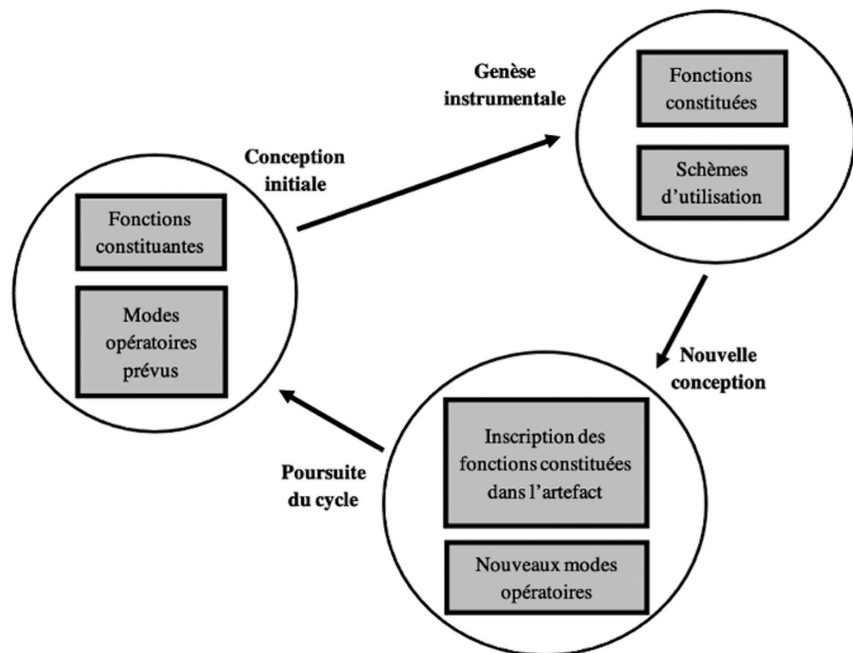 Conception
initiale
Fonctions
constituantes
Modes
opératoires
prévus
Genèse
instrumentale
Fonctions
constituées
Schèmes
d’utilisation
Nouvelle
conception
Inscription des
fonctions constituées
dans l’artefact
Nouveaux modes
opératoires
Poursuite
du cycle